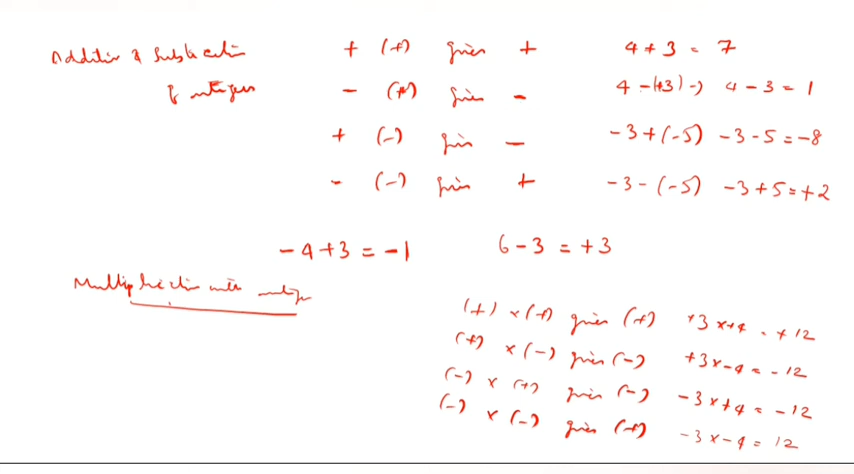 Addition & Subtraction + (+) gives + 4 + 3 = 7
of integers - (+) gives - 4 - (+3) -) 4 - 3 = 1
+ (-) gives - -3 + (-5) -3 - 5 = -8
- (-) gives + -3 - (-5) -3 + 5 = +2
-4 + 3 = -1 6 - 3 = +3
Multiplication with integers
(+) × (+) gives (+) +3 × +4 = +12
(+) × (-) gives (-) +3 × -4 = -12
(-) × (+) gives (-) -3 × +4 = -12
(-) × (-) gives (+) -3 × -4 = 12